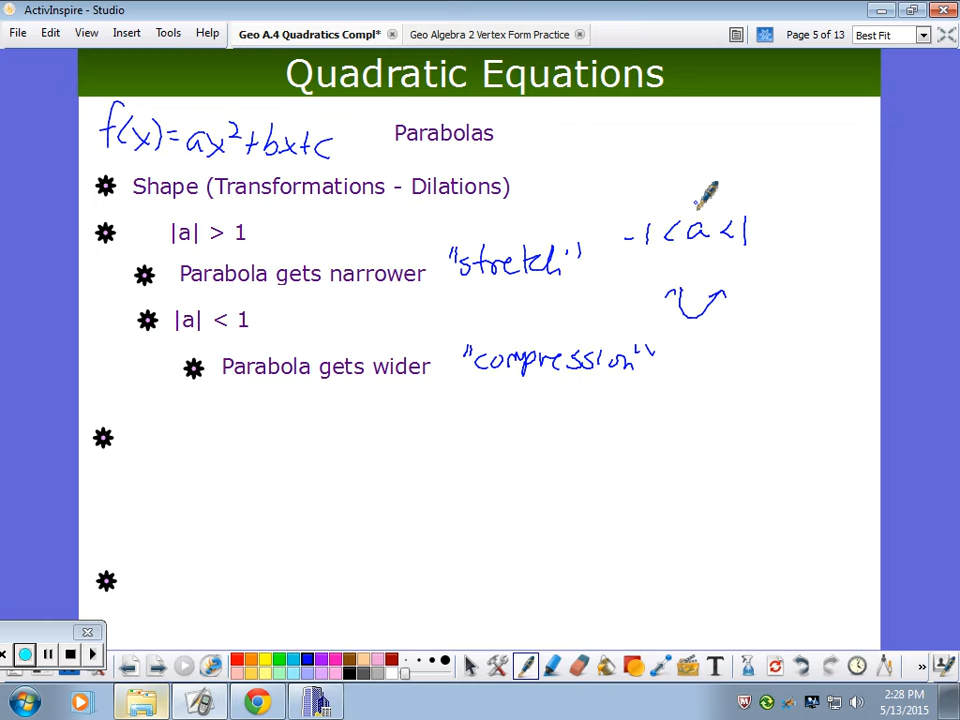 ActivInspire - Studio
File Edit View Insert Tools Help
Geo A.4 Quadratics Compl*
Geo Algebra 2 Vertex Form Practice
Page 5 of 13
Best Fit
Quadratic Equations
f(x)=ax²+bx+c
Parabolas
Shape (Transformations - Dilations)
|a| > 1
-1 < a < 1
Parabola gets narrower
"stretch"
|a| < 1
Parabola gets wider
"compression"
T
»
2:28 PM
5/13/2015